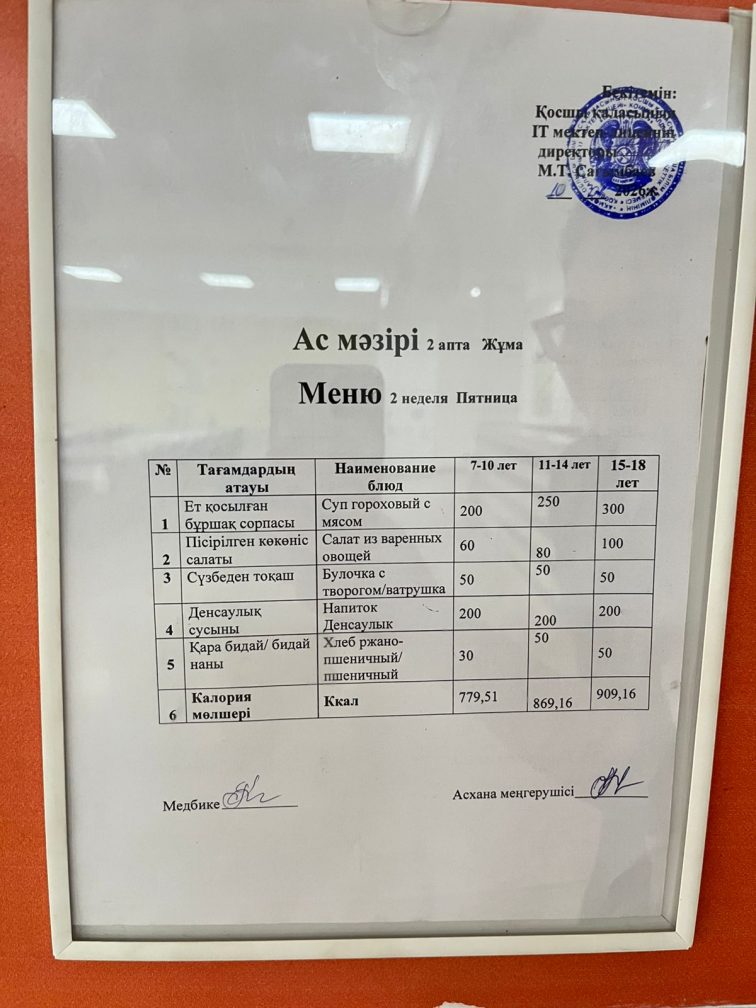 Бекітемін:
Қосшы қаласының
IT мектеп-лицейінің
директоры
М.Т. Сағымбаев
10 2026ж
Ас мәзірі 2 апта Жұма
Меню 2 неделя Пятница
№ Тағамдардың атауы Наименование блюд 7-10 лет 11-14 лет 15-18 лет
1 Ет қосылған бұршақ сорпасы Суп гороховый с мясом 200 250 300
2 Пісірілген көкөніс салаты Салат из варенных овощей 60 80 100
3 Сүзбеден тоқаш Булочка с творогом/ватрушка 50 50 50
4 Денсаулық сусыны Напиток Денсаулык 200 200 200
5 Қара бидай/ бидай наны Хлеб ржано-пшеничный/ пшеничный 30 50 50
6 Калория мөлшері Ккал 779,51 869,16 909,16
Медбике Асхана меңгерушісі